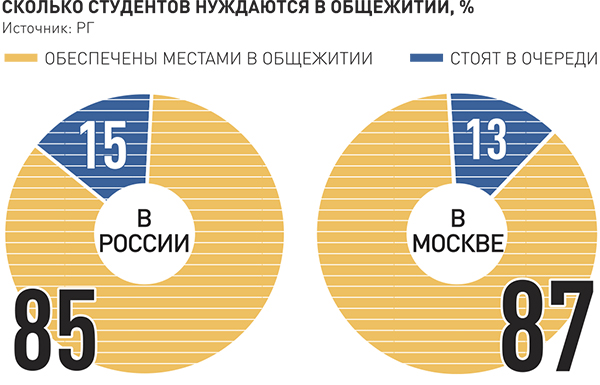 СКОЛЬКО СТУДЕНТОВ НУЖДАЮТСЯ В ОБЩЕЖИТИИ, %
Источник: РГ
ОБЕСПЕЧЕНЫ МЕСТАМИ В ОБЩЕЖИТИИ
СТОЯТ В ОЧЕРЕДИ
15
В
РОССИИ
85
13
В
МОСКВЕ
87